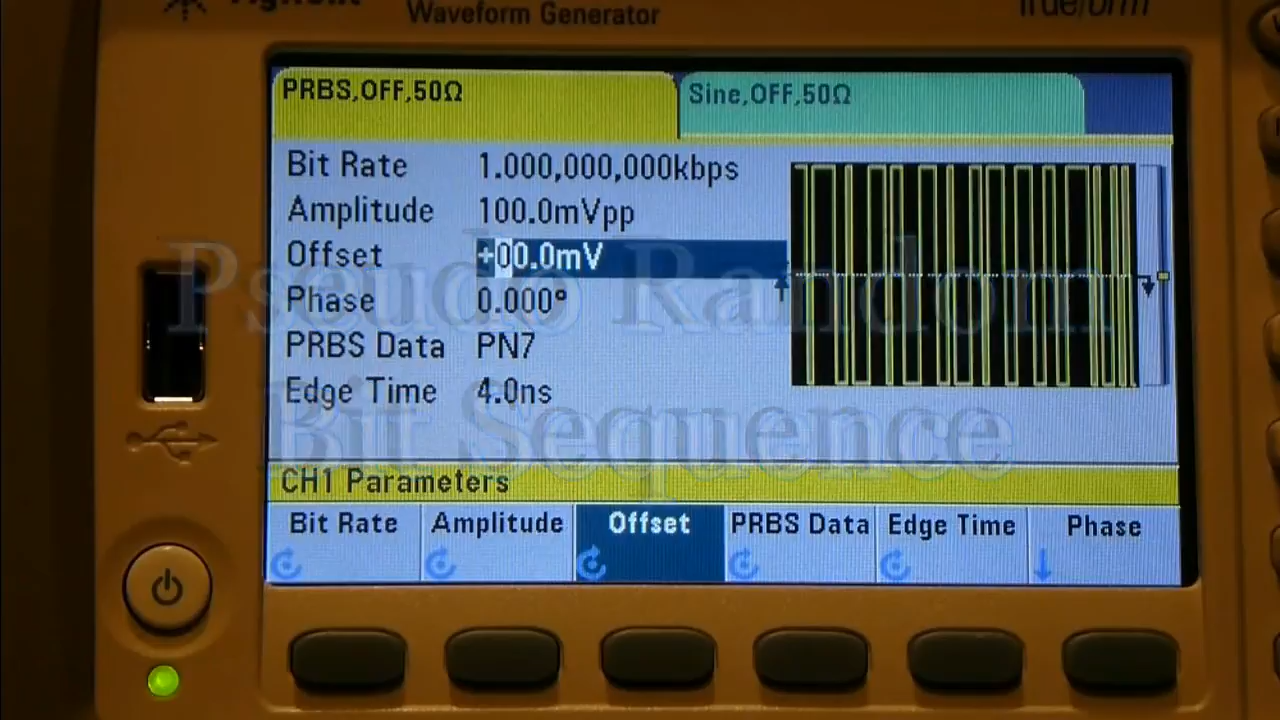 Agilent
Waveform Generator
Trueform
PRBS,OFF,50Ω
Sine,OFF,50Ω
Bit Rate 1.000,000,000kbps
Amplitude 100.0mVpp
Offset +00.0mV
Phase 0.000°
PRBS Data PN7
Edge Time 4.0ns
Pseudo Random
Bit Sequence
CH1 Parameters
Bit Rate Amplitude Offset PRBS Data Edge Time Phase